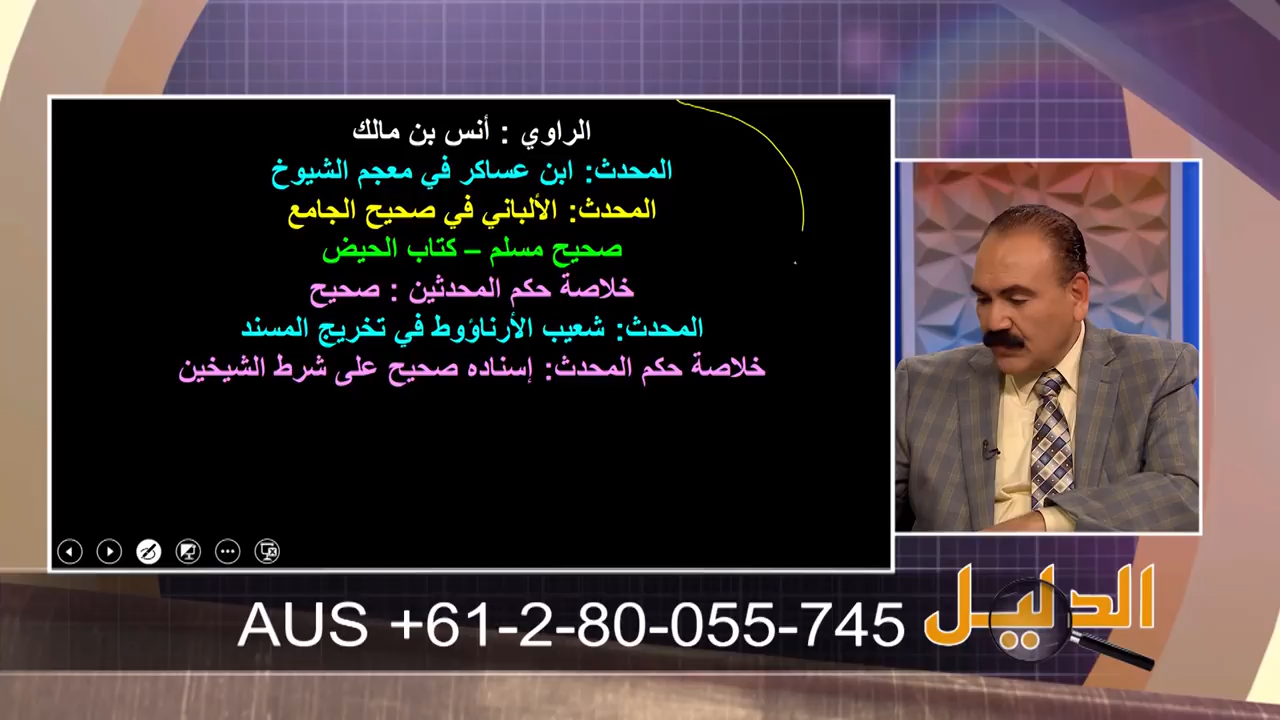 الراوي : أنس بن مالك
المحدث: ابن عساكر في معجم الشيوخ
المحدث: الألباني في صحيح الجامع
صحيح مسلم – كتاب الحيض
خلاصة حكم المحدثين : صحيح
المحدث: شعيب الأرناؤوط في تخريج المسند
خلاصة حكم المحدث: إسناده صحيح على شرط الشيخين
AUS +61-2-80-055-745
الدليل